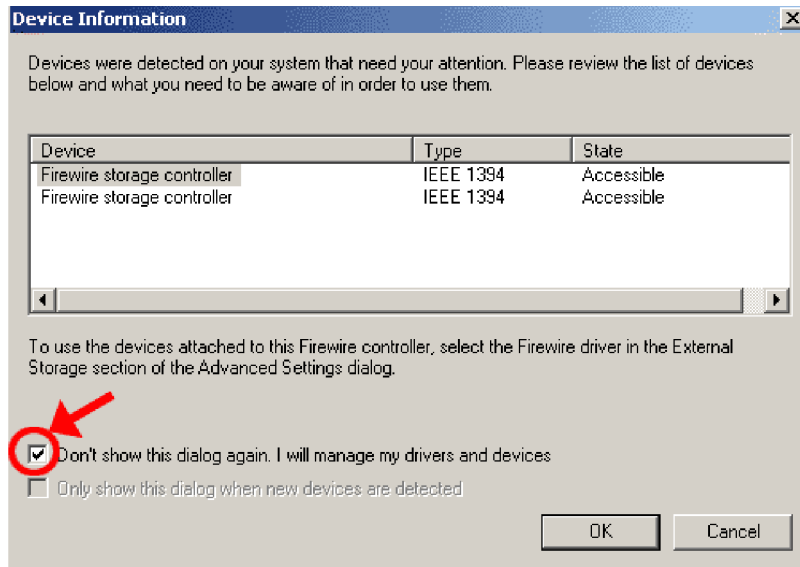 Device Information
Devices were detected on your system that need your attention. Please review the list of devices
below and what you need to be aware of in order to use them.
Device Type State
Firewire storage controller IEEE 1394 Accessible
Firewire storage controller IEEE 1394 Accessible
To use the devices attached to this Firewire controller, select the Firewire driver in the External
Storage section of the Advanced Settings dialog.
Don't show this dialog again. I will manage my drivers and devices
Only show this dialog when new devices are detected
OK Cancel